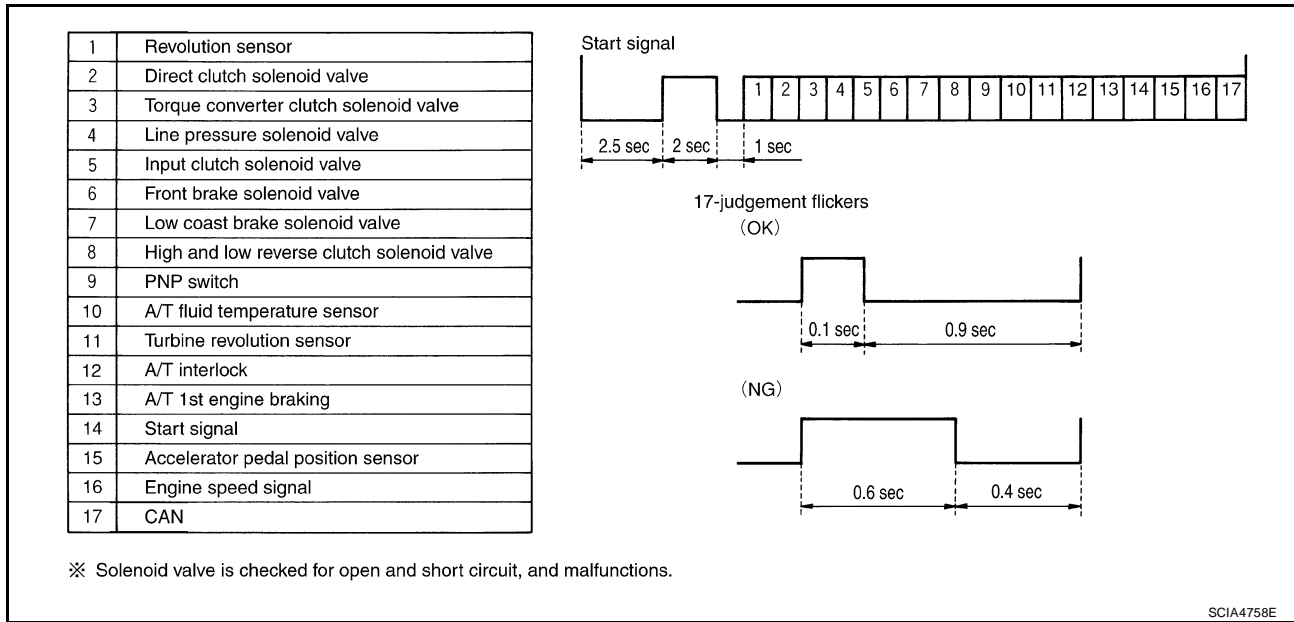 1 Revolution sensor
2 Direct clutch solenoid valve
3 Torque converter clutch solenoid valve
4 Line pressure solenoid valve
5 Input clutch solenoid valve
6 Front brake solenoid valve
7 Low coast brake solenoid valve
8 High and low reverse clutch solenoid valve
9 PNP switch
10 A/T fluid temperature sensor
11 Turbine revolution sensor
12 A/T interlock
13 A/T 1st engine braking
14 Start signal
15 Accelerator pedal position sensor
16 Engine speed signal
17 CAN
※ Solenoid valve is checked for open and short circuit, and malfunctions.
Start signal
1 2 3 4 5 6 7 8 9 10 11 12 13 14 15 16 17
2.5 sec 2 sec 1 sec
17-judgement flickers
(OK)
0.1 sec 0.9 sec
(NG)
0.6 sec 0.4 sec
SCIA4758E